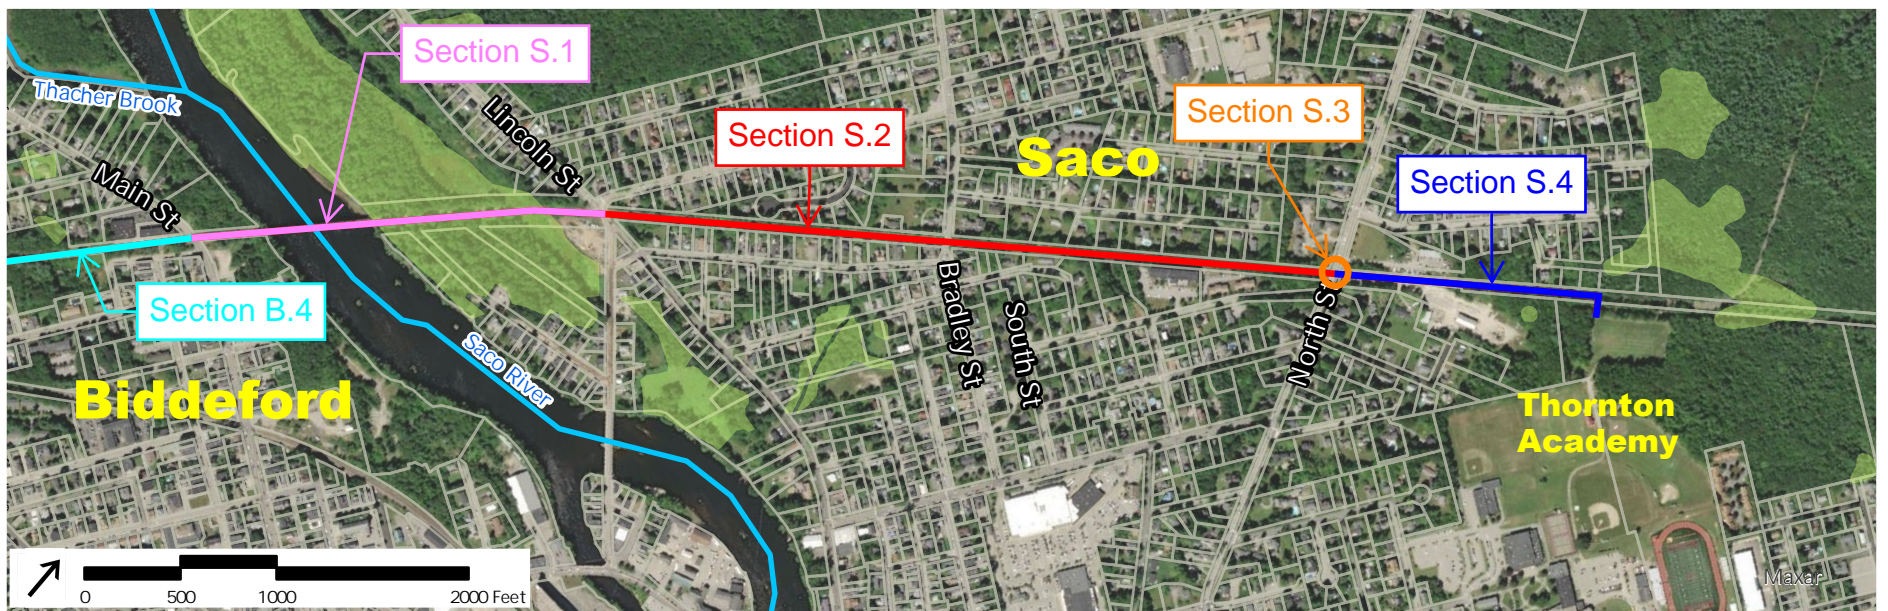 Section S.1
Thacher Brook
Lincoln St
Section S.2
Section S.3
Saco
Section S.4
Main St
Section B.4
Bradley St
South St
North St
Saco River
Biddeford
Thornton
Academy
0 500 1000 2000 Feet
Maxar